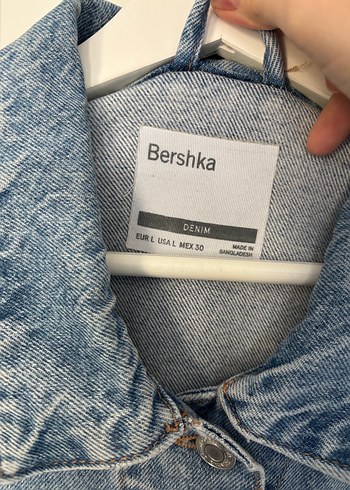 Bershka
DENIM
EUR L USA L MEX 30
MADE IN
BANGLADESH